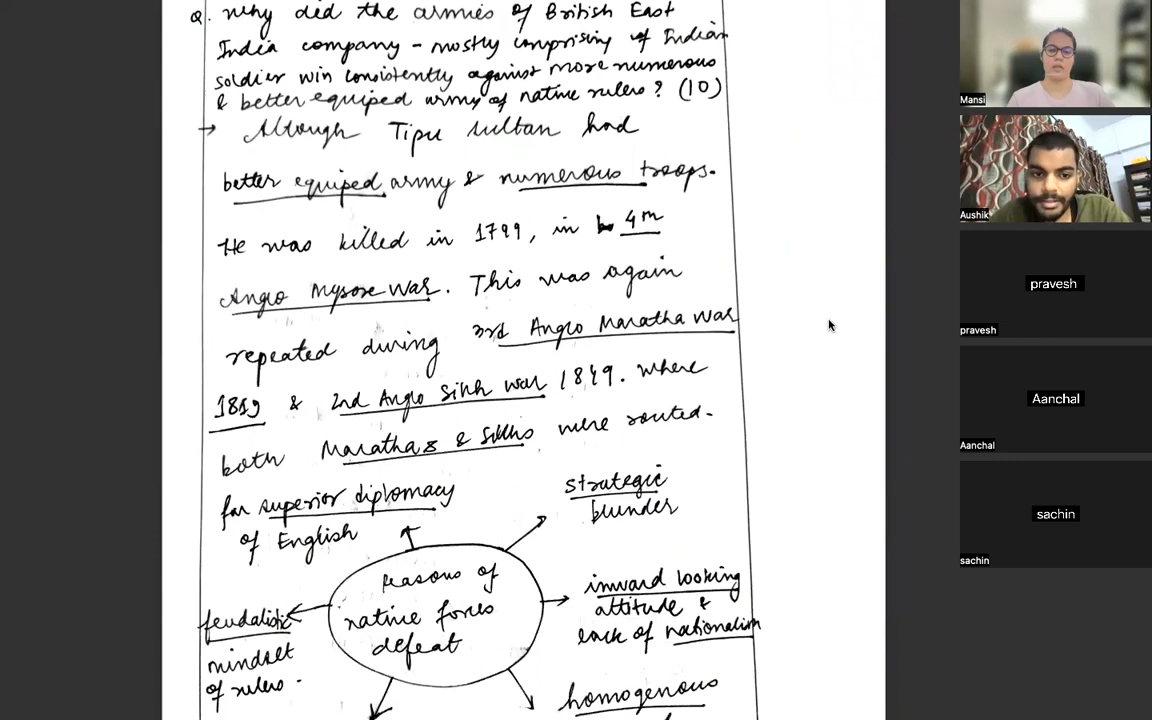 Q. Why did the armies of British East
India company - mostly comprising of Indian
soldier win consistently against more numerous
& better equiped army of native rulers? (10)
→ Altough Tipu sultan had
better equiped army & numerous troops.
He was killed in 1799, in 4th
Anglo Mysore War. This was again
repeated during 3rd Anglo Maratha War
1819 & 2nd Anglo Sikh war 1849. where
both Marathas & Sikhs were routed.
far superior diplomacy
of English
strategic
blunder
Reasons of
native forces
defeat
inward looking
attitude &
lack of nationalism
feudalistic
mindset
of rulers.
homogenous
Mansi
Aushik
pravesh
pravesh
Aanchal
Aanchal
sachin
sachin